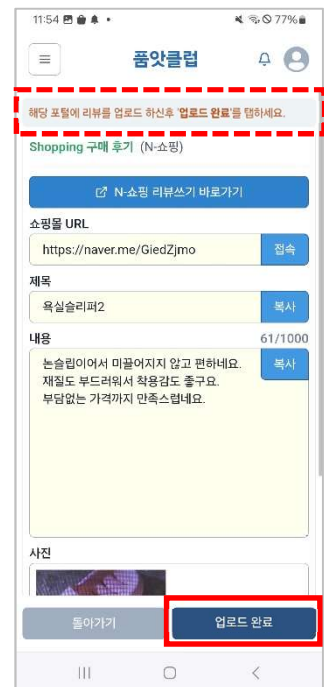 11:54
77%
품앗클럽
해당 포털에 리뷰를 업로드 하신후 '업로드 완료'를 탭하세요.
Shopping 구매 후기 (N-쇼핑)
N-쇼핑 리뷰쓰기 바로가기
쇼핑몰 URL
https://naver.me/GiedZjmo 접속
제목
욕실슬리퍼2 복사
내용 61/1000
논슬립이어서 미끌어지지 않고 편하네요. 복사
재질도 부드러워서 착용감도 좋구요.
부담없는 가격까지 만족스럽네요.
사진
돌아가기 업로드 완료